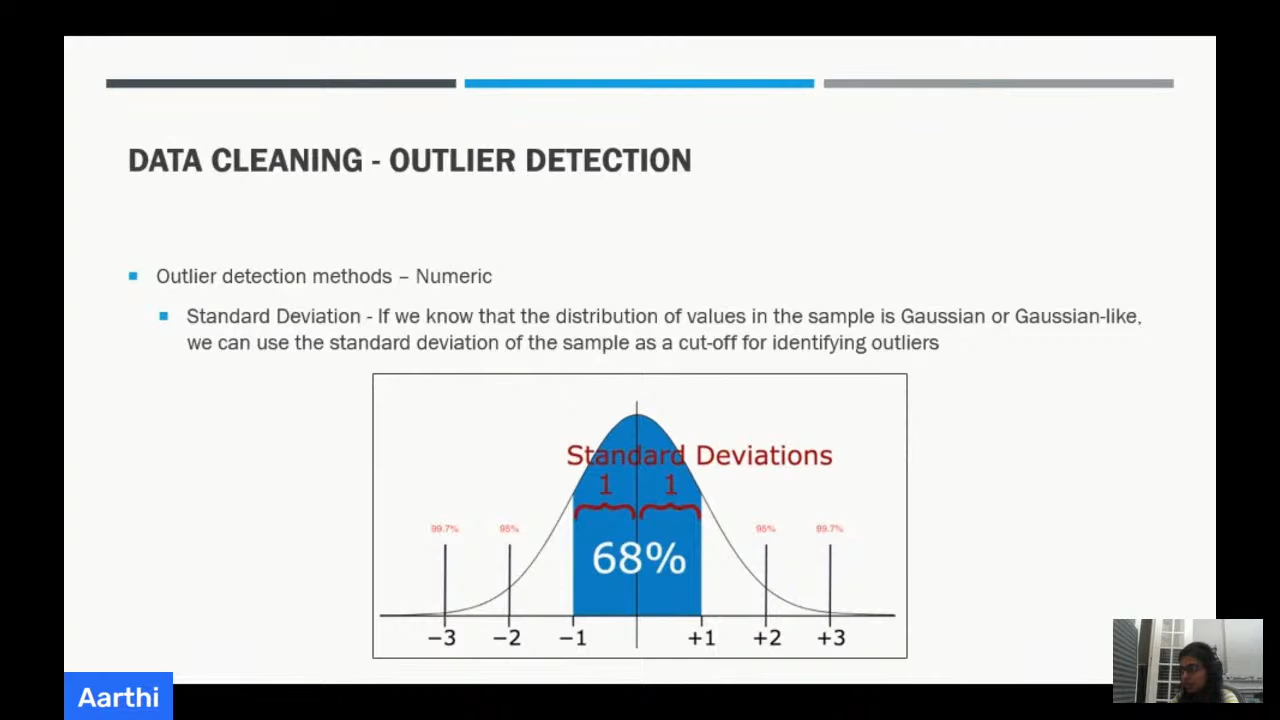 DATA CLEANING - OUTLIER DETECTION
Outlier detection methods – Numeric
Standard Deviation - If we know that the distribution of values in the sample is Gaussian or Gaussian-like,
we can use the standard deviation of the sample as a cut-off for identifying outliers
Standard Deviations
1 1
99.7% 95% 95% 99.7%
68%
−3 −2 −1 +1 +2 +3
Aarthi